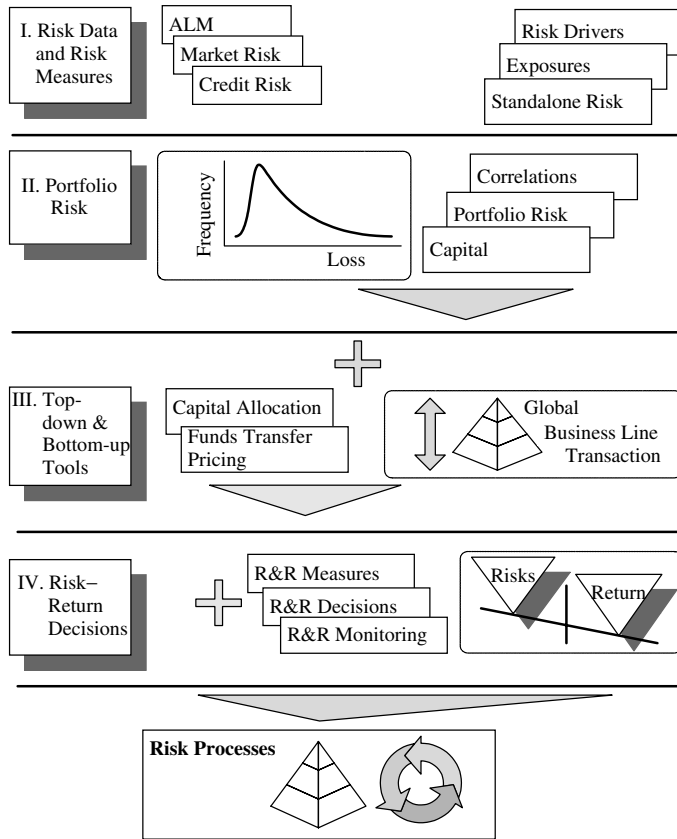 I. Risk Data
and Risk
Measures
ALM
Market Risk
Credit Risk
Risk Drivers
Exposures
Standalone Risk
II. Portfolio
Risk
Frequency
Loss
Correlations
Portfolio Risk
Capital
III. Top-
down &
Bottom-up
Tools
Capital Allocation
Funds Transfer
Pricing
Global
Business Line
Transaction
IV. Risk–
Return
Decisions
R&R Measures
R&R Decisions
R&R Monitoring
Risks
Return
Risk Processes